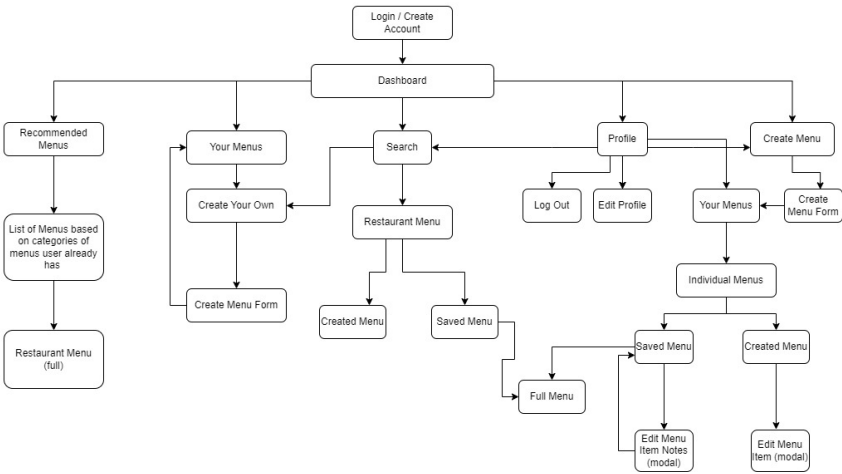 Login / Create
Account
Dashboard
Recommended
Menus
Your Menus
Search
Profile
Create Menu
List of Menus based
on categories of
menus user already
has
Create Your Own
Restaurant Menu
Log Out
Edit Profile
Your Menus
Create
Menu Form
Individual Menus
Create Menu Form
Created Menu
Saved Menu
Restaurant Menu
(full)
Saved Menu
Created Menu
Full Menu
Edit Menu
Item Notes
(modal)
Edit Menu
Item (modal)